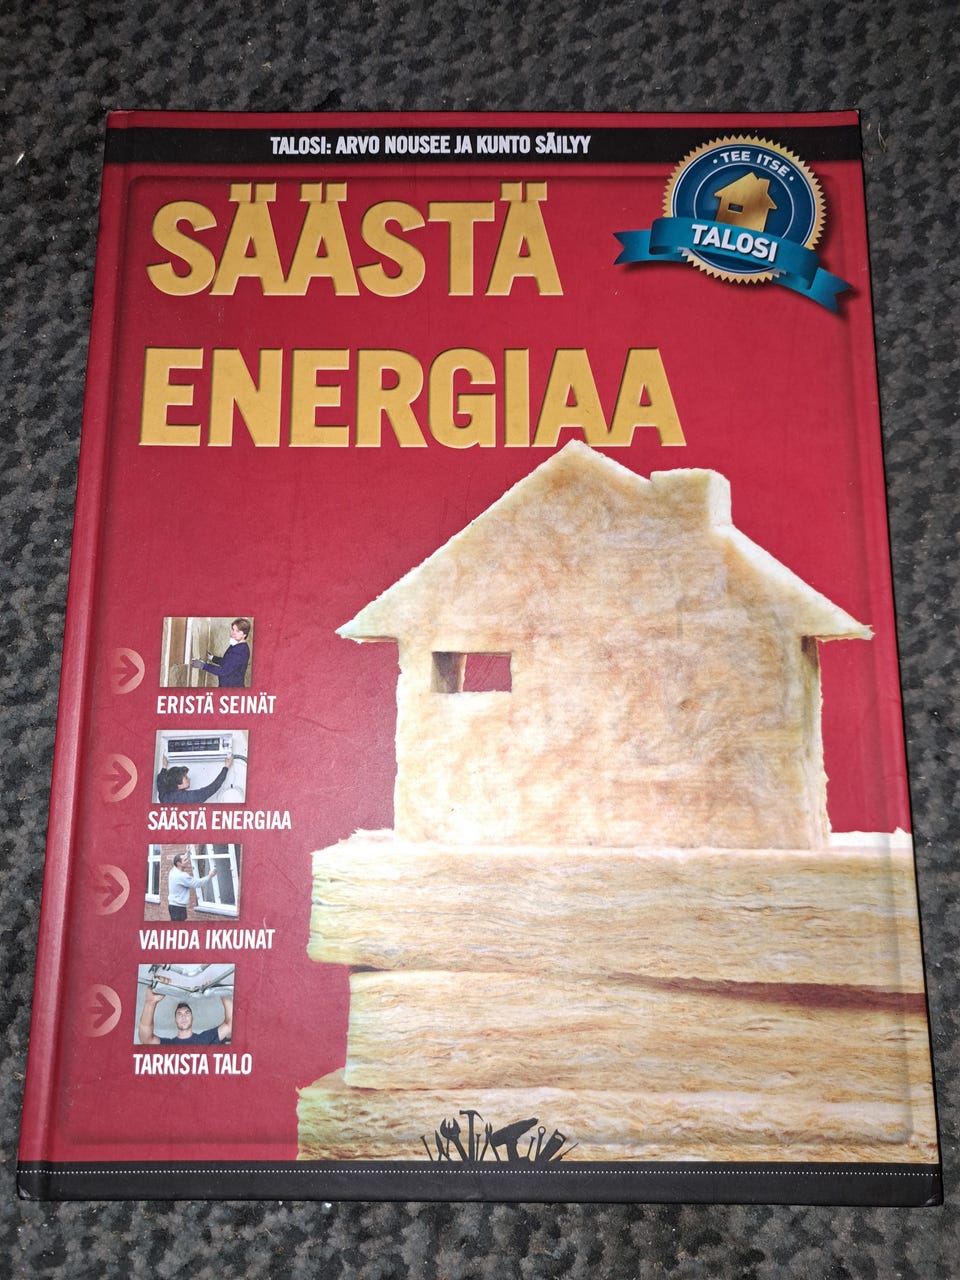 TALOSI: ARVO NOUSEE JA KUNTO SÄILYY
TEE ITSE
TALOSI
SÄÄSTÄ
ENERGIAA
ERISTÄ SEINÄT
SÄÄSTÄ ENERGIAA
VAIHDA IKKUNAT
TARKISTA TALO